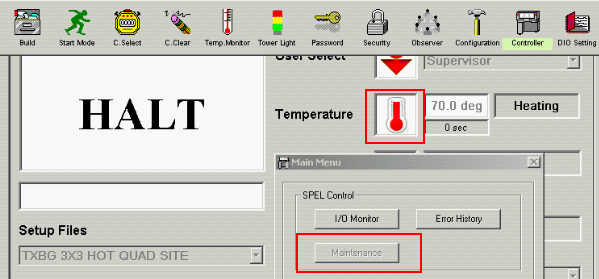 Build Start Mode C.Select C.Clear Temp.Monitor Tower Light Password Security Observer Configuration Controller DIO Setting
User Select Supervisor
HALT
Temperature 70.0 deg Heating
0 sec
Main Menu
SPEL Control
I/O Monitor Error History
Setup Files
Maintenance
TXBG 3X3 HOT QUAD SITE